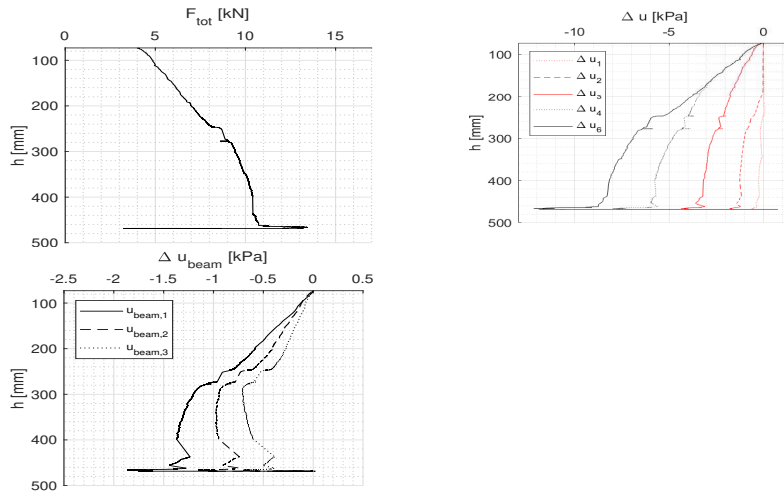 F_tot [kN]
0 5 10 15
100
200
300
400
500
h [mm]
Δ u [kPa]
-10 -5 0
100
200
300
400
500
h [mm]
Δ u_1
Δ u_2
Δ u_3
Δ u_4
Δ u_6
Δ u_beam [kPa]
-2.5 -2 -1.5 -1 -0.5 0 0.5
100
200
300
400
500
h [mm]
u_beam,1
u_beam,2
u_beam,3